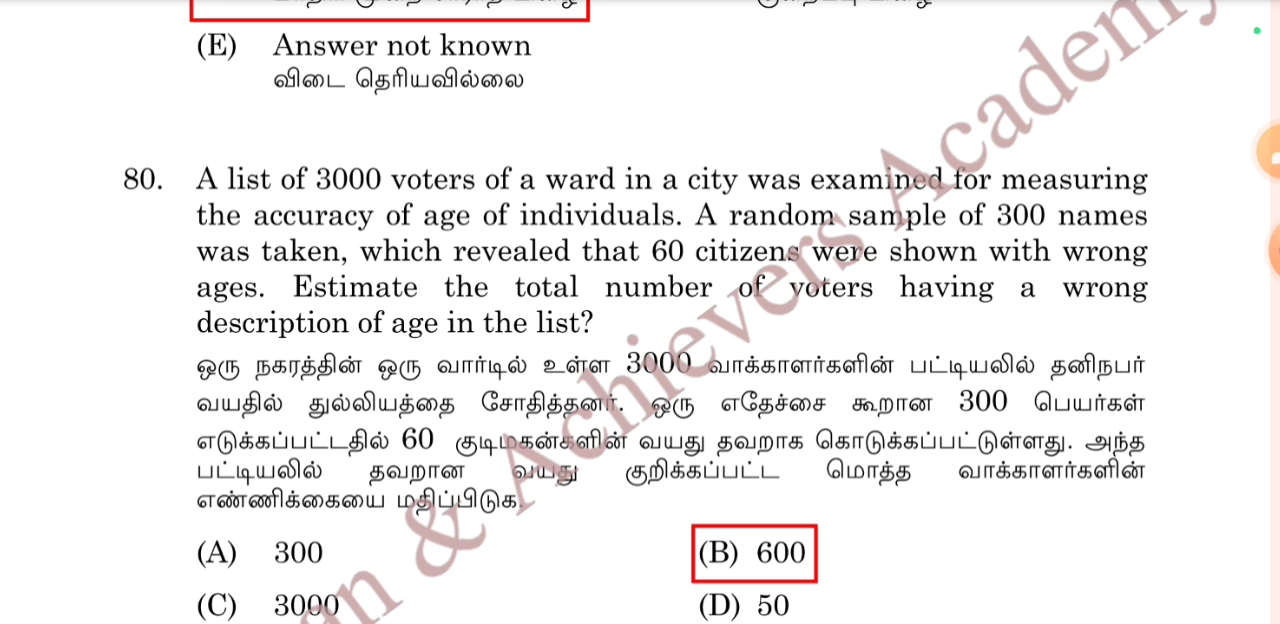 (E) Answer not known
விடை தெரியவில்லை
80. A list of 3000 voters of a ward in a city was examined for measuring
the accuracy of age of individuals. A random sample of 300 names
was taken, which revealed that 60 citizens were shown with wrong
ages. Estimate the total number of voters having a wrong
description of age in the list?
ஒரு நகரத்தின் ஒரு வார்டில் உள்ள 3000 வாக்காளர்களின் பட்டியலில் தனிநபர்
வயதில் துல்லியத்தை சோதித்தனர். ஒரு எதேச்சை கூறான 300 பெயர்கள்
எடுக்கப்பட்டதில் 60 குடிமகன்களின் வயது தவறாக கொடுக்கப்பட்டுள்ளது. அந்த
பட்டியலில் தவறான வயது குறிக்கப்பட்ட மொத்த வாக்காளர்களின்
எண்ணிக்கையை மதிப்பிடுக.
(A) 300 (B) 600
(C) 3000 (D) 50
& Achievers Academy